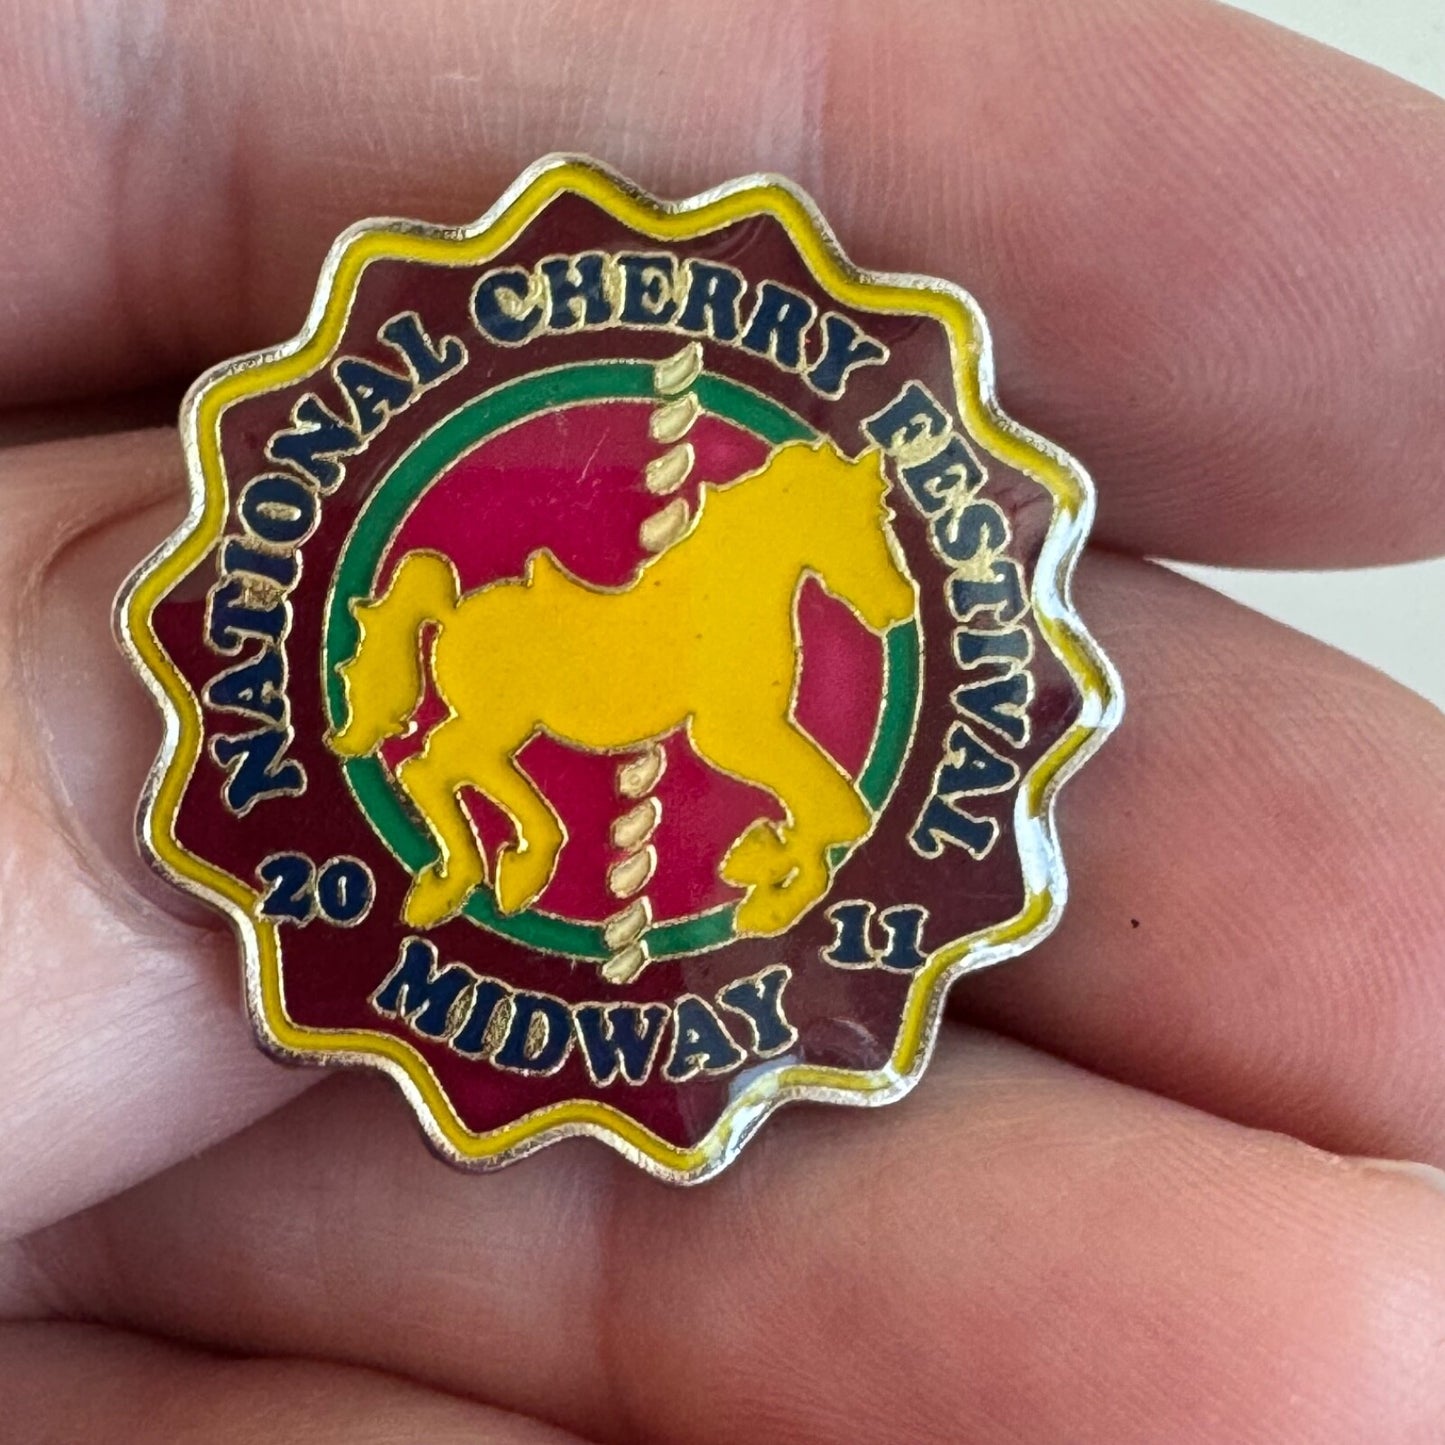 NATIONAL CHERRY FESTIVAL
20 11
MIDWAY